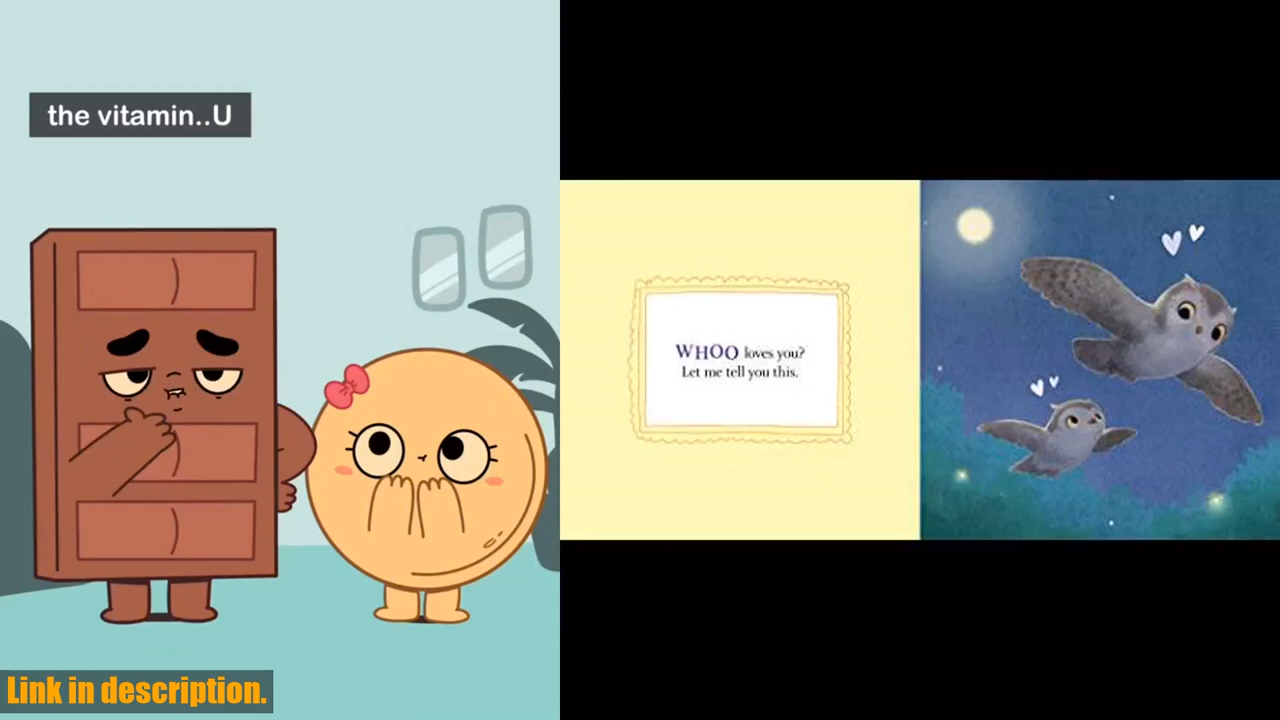 the vitamin..U
WHOO loves you?
Let me tell you this.
Link in description.